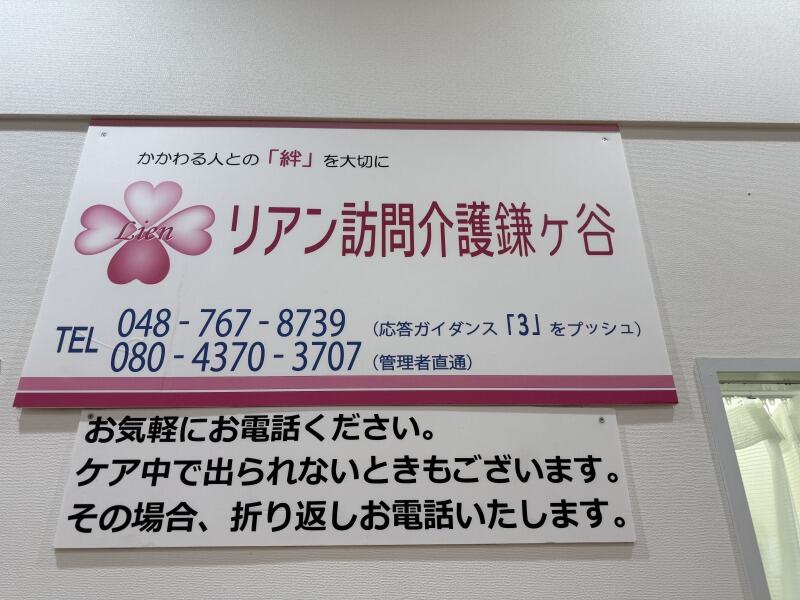 かかわる人との「絆」を大切に
Lien
リアン訪問介護鎌ヶ谷
TEL
048-767-8739（応答ガイダンス「3」をプッシュ）
080-4370-3707（管理者直通）
お気軽にお電話ください。
ケア中で出られないときもございます。
その場合、折り返しお電話いたします。